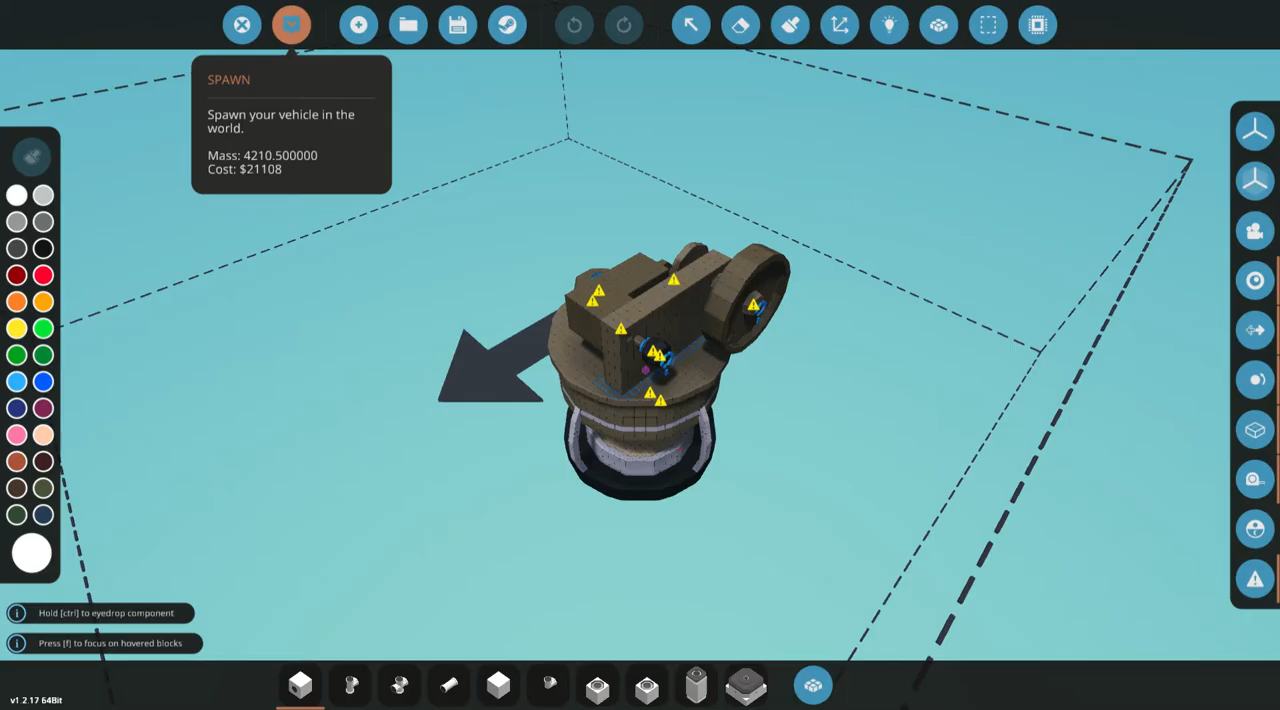 SPAWN
Spawn your vehicle in the
world.
Mass: 4210.500000
Cost: $21108
Hold [ctrl] to eyedrop component
Press [f] to focus on hovered blocks
v1.2.17 64Bit